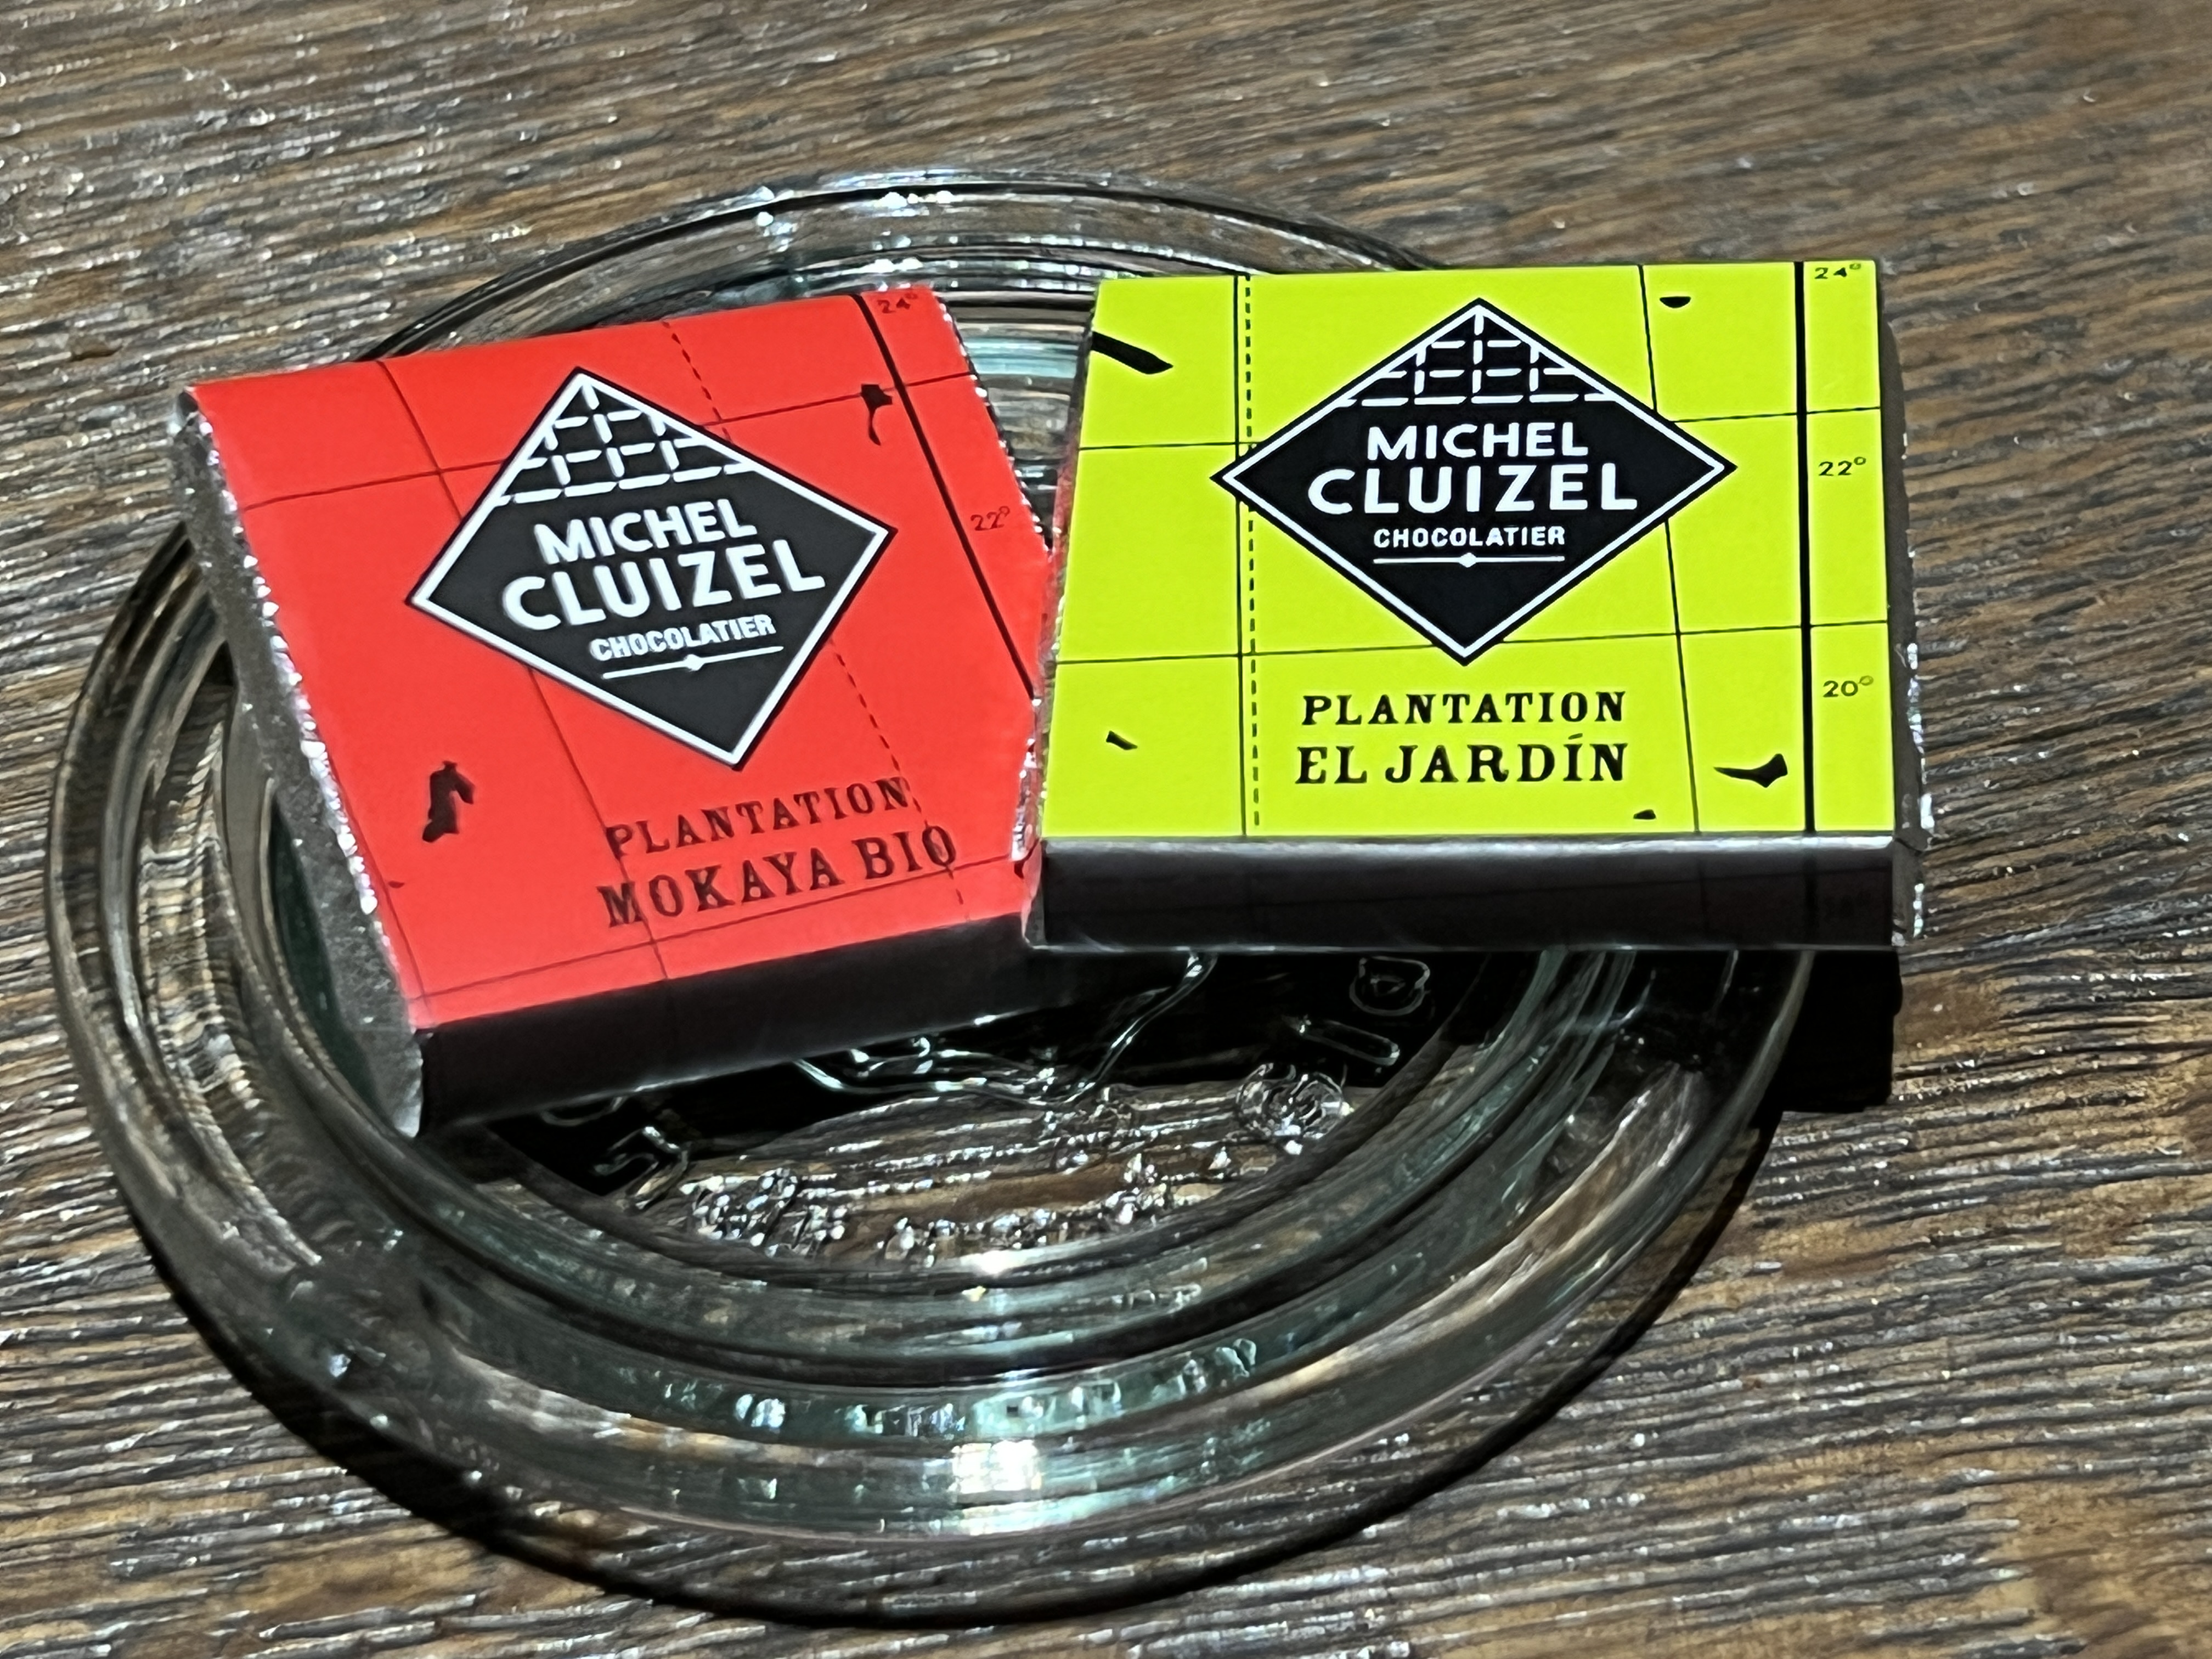 24°
22°
MICHEL
CLUIZEL
CHOCOLATIER
PLANTATION
MOKAYA BIO
24°
22°
20°
MICHEL
CLUIZEL
CHOCOLATIER
PLANTATION
EL JARDÍN